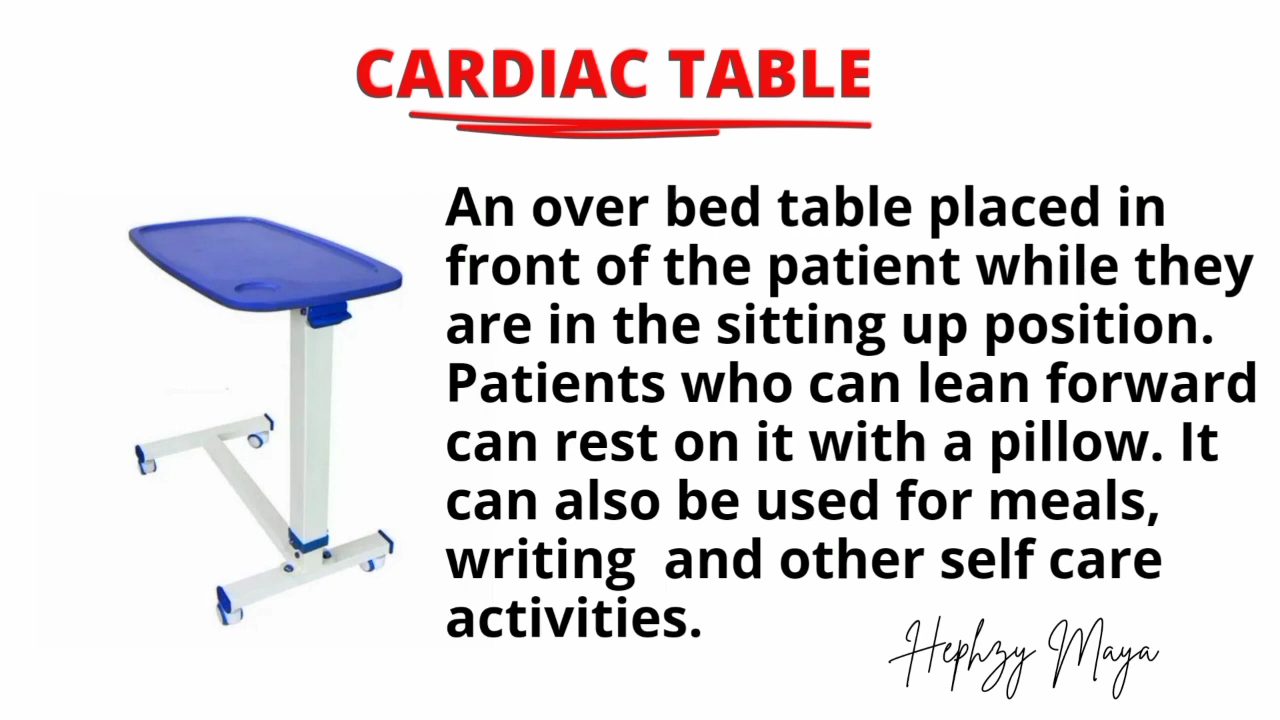 CARDIAC TABLE
An over bed table placed in
front of the patient while they
are in the sitting up position.
Patients who can lean forward
can rest on it with a pillow. It
can also be used for meals,
writing  and other self care
activities.
Hephzy Maya